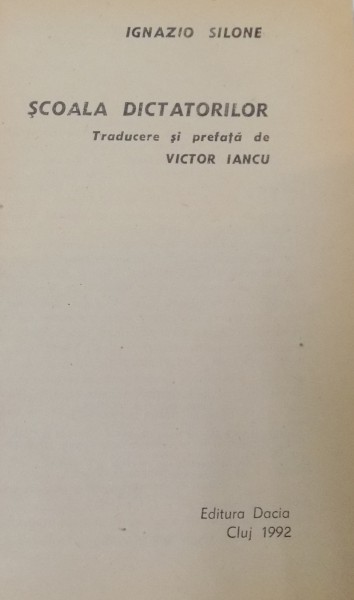 IGNAZIO SILONE
ŞCOALA DICTATORILOR
Traducere şi prefaţă de
VICTOR IANCU
Editura Dacia
Cluj 1992